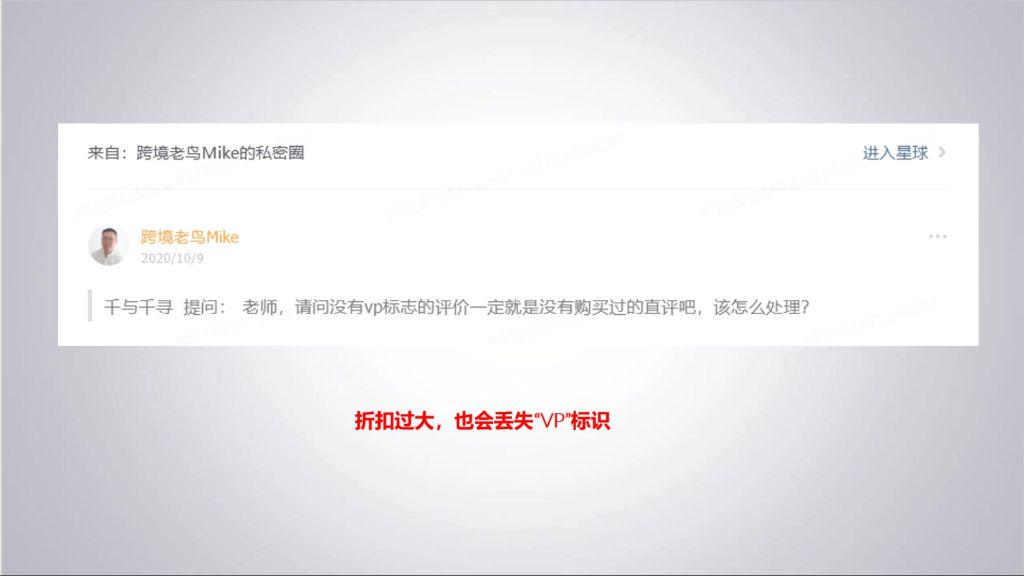 来自：跨境老鸟Mike的私密圈
进入星球
跨境老鸟Mike
2020/10/9
千与千寻 提问： 老师，请问没有vp标志的评价一定就是没有购买过的直评吧，该怎么处理？
折扣过大，也会丢失“VP”标识